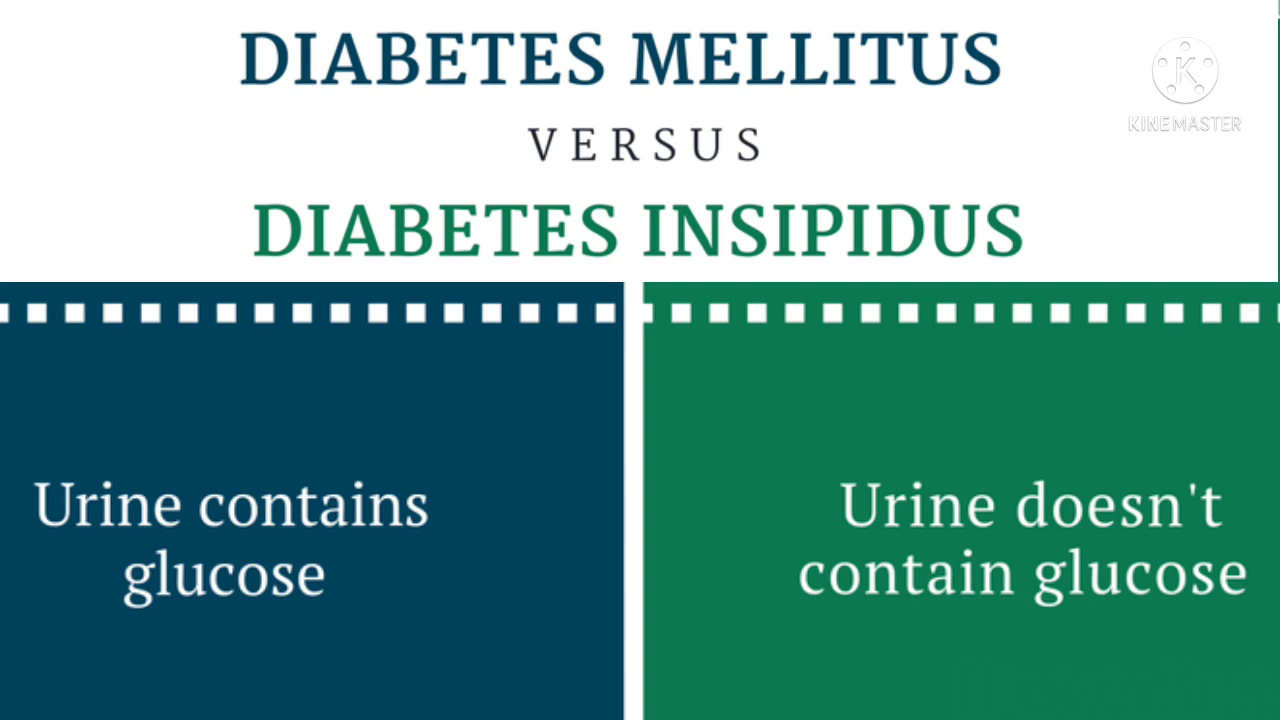 DIABETES MELLITUS
K
KINEMASTER
VERSUS
DIABETES INSIPIDUS
Urine contains
glucose
Urine doesn't
contain glucose